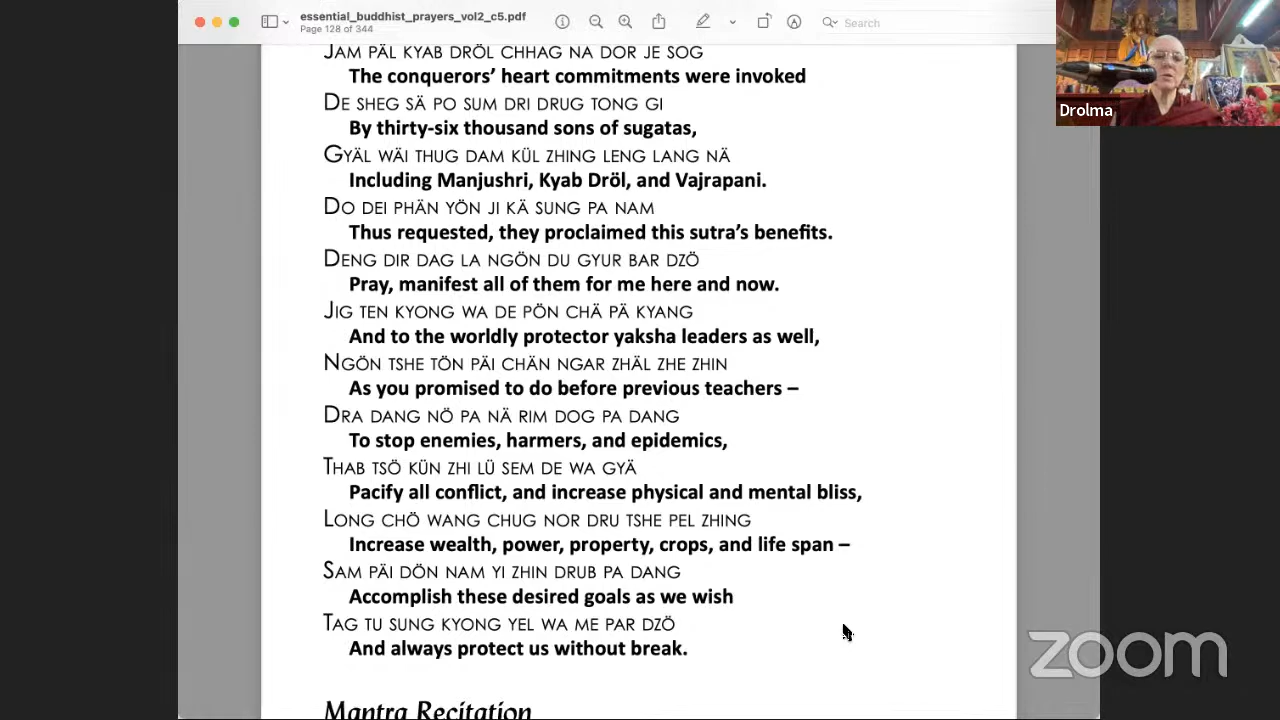 essential_buddhist_prayers_vol2_c5.pdf
Page 128 of 344
Search
Drolma
JAM PÄL KYAB DRÖL CHHAG NA DOR JE SOG
The conquerors’ heart commitments were invoked
DE SHEG SÄ PO SUM DRI DRUG TONG GI
By thirty-six thousand sons of sugatas,
GYÄL WÄI THUG DAM KÜL ZHING LENG LANG NÄ
Including Manjushri, Kyab Dröl, and Vajrapani.
DO DEI PHÄN YÖN JI KÄ SUNG PA NAM
Thus requested, they proclaimed this sutra’s benefits.
DENG DIR DAG LA NGÖN DU GYUR BAR DZÖ
Pray, manifest all of them for me here and now.
JIG TEN KYONG WA DE PÖN CHÄ PÄ KYANG
And to the worldly protector yaksha leaders as well,
NGÖN TSHE TÖN PÄI CHÄN NGAR ZHÄL ZHE ZHIN
As you promised to do before previous teachers –
DRA DANG NÖ PA NÄ RIM DOG PA DANG
To stop enemies, harmers, and epidemics,
THAB TSÖ KÜN ZHI LÜ SEM DE WA GYÄ
Pacify all conflict, and increase physical and mental bliss,
LONG CHÖ WANG CHUG NOR DRU TSHE PEL ZHING
Increase wealth, power, property, crops, and life span –
SAM PÄI DÖN NAM YI ZHIN DRUB PA DANG
Accomplish these desired goals as we wish
TAG TU SUNG KYONG YEL WA ME PAR DZÖ
And always protect us without break.
Mantra Recitation
zoom